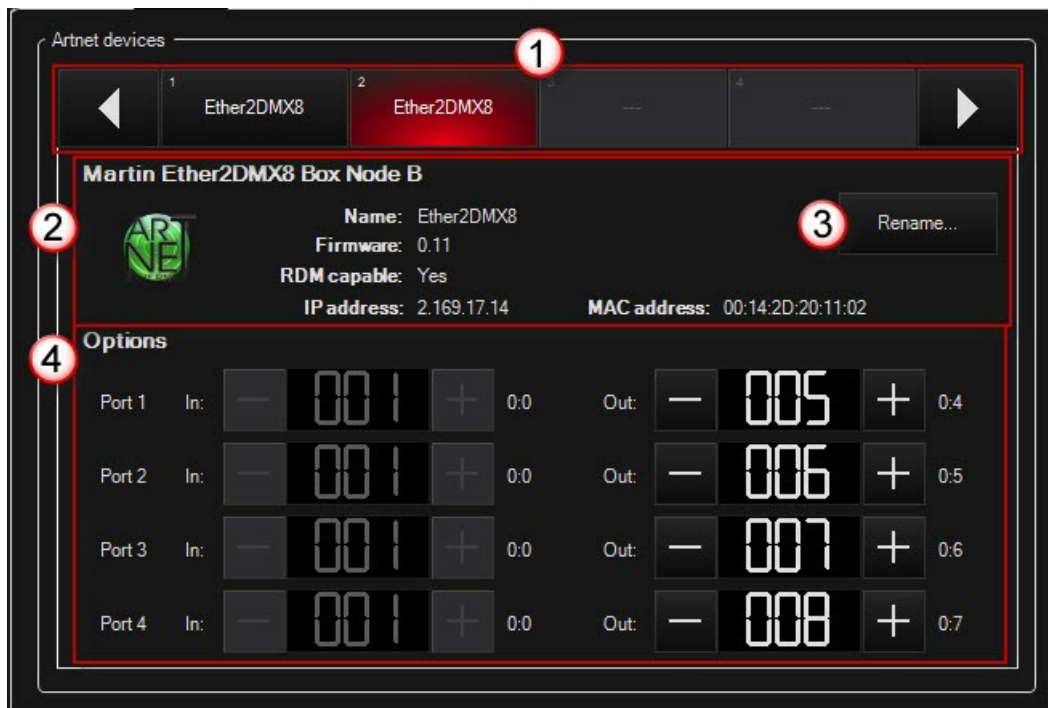 Artnet devices
1
1 Ether2DMX8
2 Ether2DMX8
3 ---
4 ---
Martin Ether2DMX8 Box Node B
2
ART NET
Name: Ether2DMX8
3
Rename...
Firmware: 0.11
RDM capable: Yes
IP address: 2.169.17.14 MAC address: 00:14:2D:20:11:02
Options
4
Port 1 In: − 001 + 0:0 Out: − 005 + 0:4
Port 2 In: − 001 + 0:0 Out: − 006 + 0:5
Port 3 In: − 001 + 0:0 Out: − 007 + 0:6
Port 4 In: − 001 + 0:0 Out: − 008 + 0:7